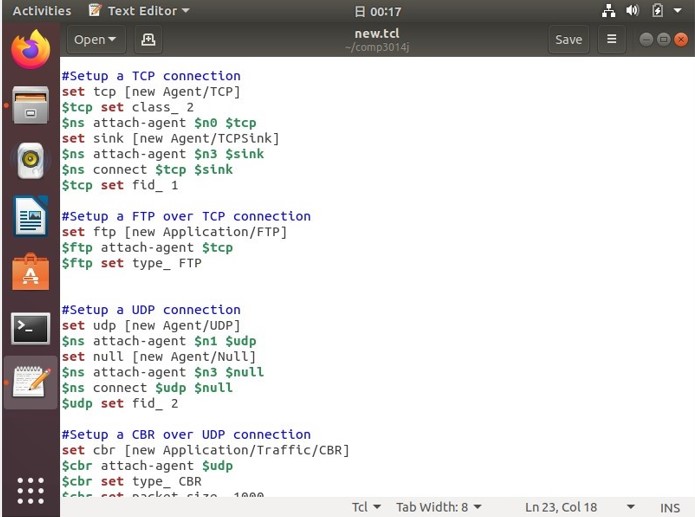 Activities Text Editor 日 00:17
Open new.tcl Save
~/comp3014j
#Setup a TCP connection
set tcp [new Agent/TCP]
$tcp set class_ 2
$ns attach-agent $n0 $tcp
set sink [new Agent/TCPSink]
$ns attach-agent $n3 $sink
$ns connect $tcp $sink
$tcp set fid_ 1
#Setup a FTP over TCP connection
set ftp [new Application/FTP]
$ftp attach-agent $tcp
$ftp set type_ FTP
#Setup a UDP connection
set udp [new Agent/UDP]
$ns attach-agent $n1 $udp
set null [new Agent/Null]
$ns attach-agent $n3 $null
$ns connect $udp $null
$udp set fid_ 2
#Setup a CBR over UDP connection
set cbr [new Application/Traffic/CBR]
$cbr attach-agent $udp
$cbr set type_ CBR
$cbr set packet_size_ 1000
Tcl Tab Width: 8 Ln 23, Col 18 INS